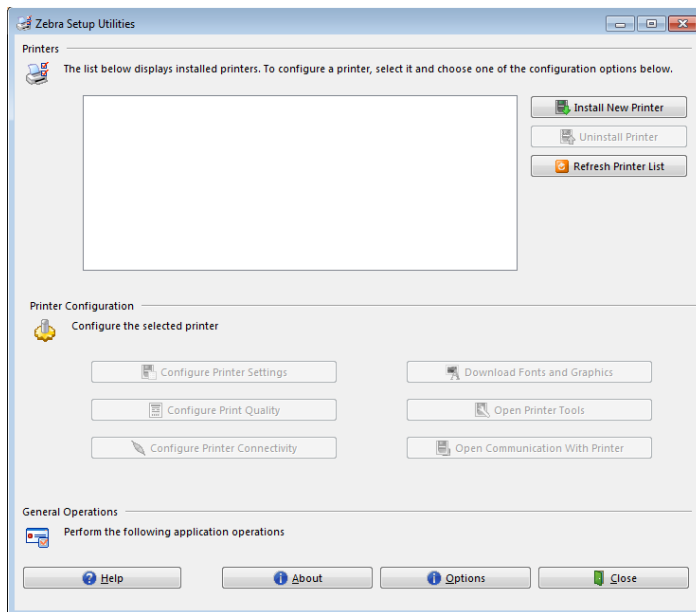 Zebra Setup Utilities
Printers
The list below displays installed printers. To configure a printer, select it and choose one of the configuration options below.
Install New Printer
Uninstall Printer
Refresh Printer List
Printer Configuration
Configure the selected printer
Configure Printer Settings
Download Fonts and Graphics
Configure Print Quality
Open Printer Tools
Configure Printer Connectivity
Open Communication With Printer
General Operations
Perform the following application operations
Help
About
Options
Close